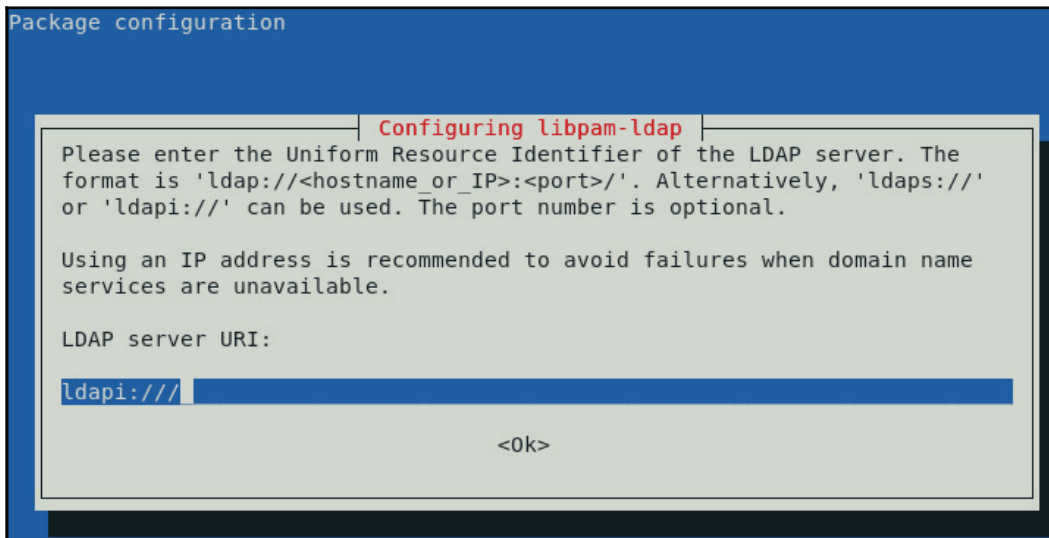 Package configuration
Configuring libpam-ldap
Please enter the Uniform Resource Identifier of the LDAP server. The
format is 'ldap://<hostname_or_IP>:<port>/'. Alternatively, 'ldaps://'
or 'ldapi://' can be used. The port number is optional.
Using an IP address is recommended to avoid failures when domain name
services are unavailable.
LDAP server URI:
ldapi:///
<Ok>